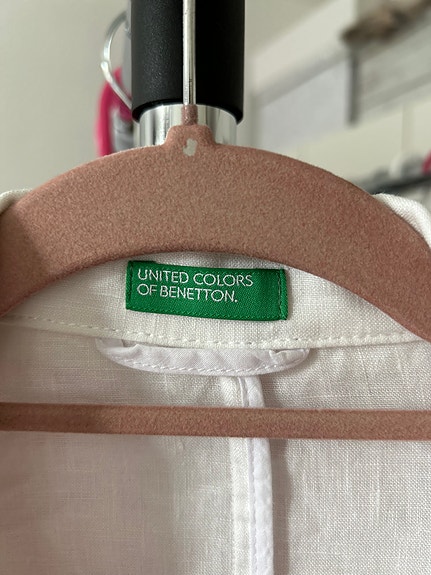 UNITED COLORS
OF BENETTON.